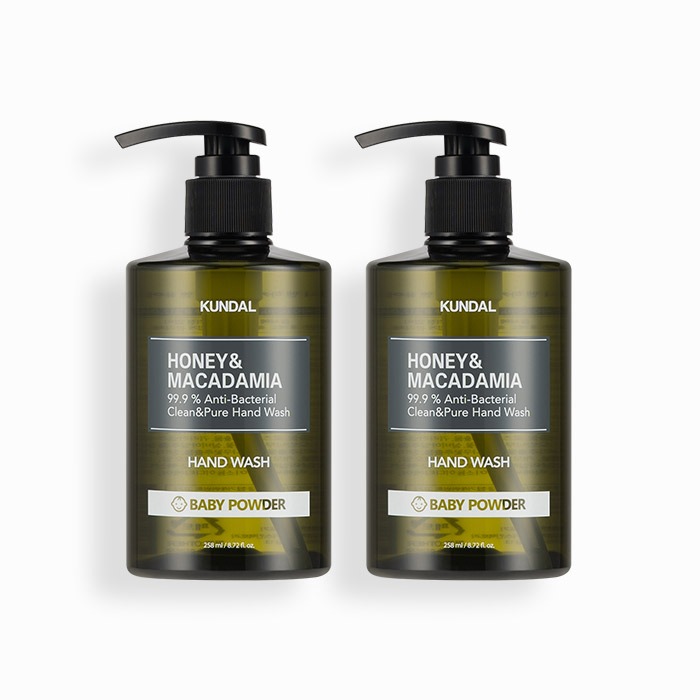 KUNDAL
HONEY&
MACADAMIA
99.9 % Anti-Bacterial
Clean&Pure Hand Wash
HAND WASH
BABY POWDER
258 ml / 8.72 fl. oz.
KUNDAL
HONEY&
MACADAMIA
99.9 % Anti-Bacterial
Clean&Pure Hand Wash
HAND WASH
BABY POWDER
258 ml / 8.72 fl. oz.